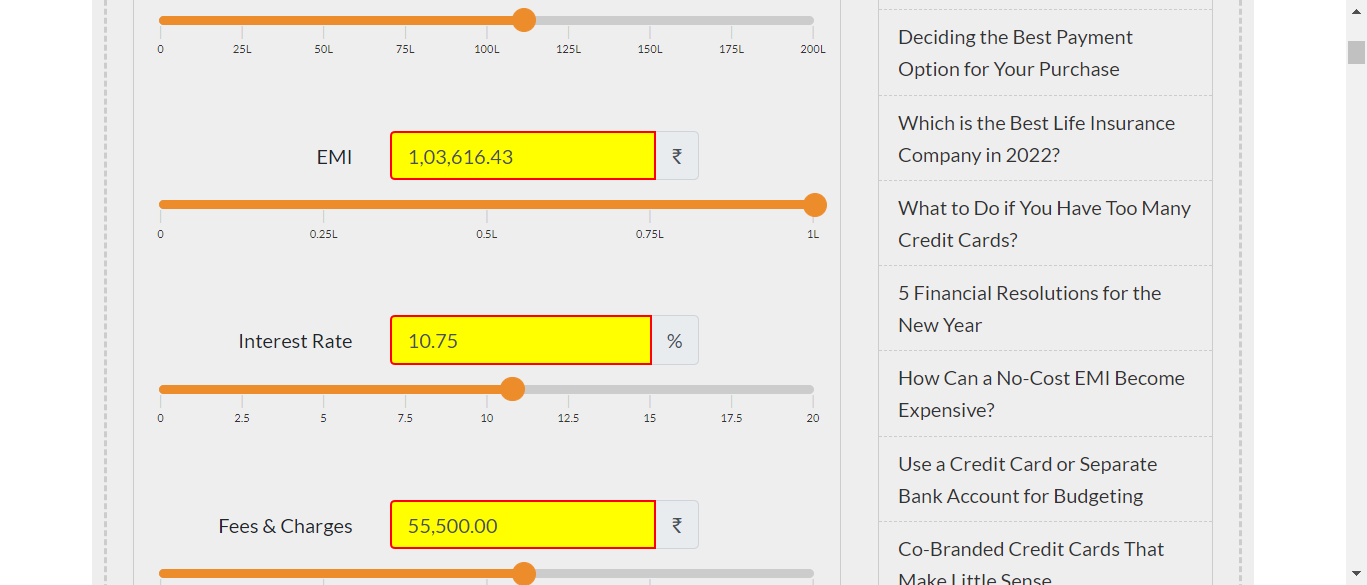 0 25L 50L 75L 100L 125L 150L 175L 200L
EMI 1,03,616.43 ₹
0 0.25L 0.5L 0.75L 1L
Interest Rate 10.75 %
0 2.5 5 7.5 10 12.5 15 17.5 20
Fees & Charges 55,500.00 ₹
Deciding the Best Payment
Option for Your Purchase
Which is the Best Life Insurance
Company in 2022?
What to Do if You Have Too Many
Credit Cards?
5 Financial Resolutions for the
New Year
How Can a No-Cost EMI Become
Expensive?
Use a Credit Card or Separate
Bank Account for Budgeting
Co-Branded Credit Cards That
Make Little Sense